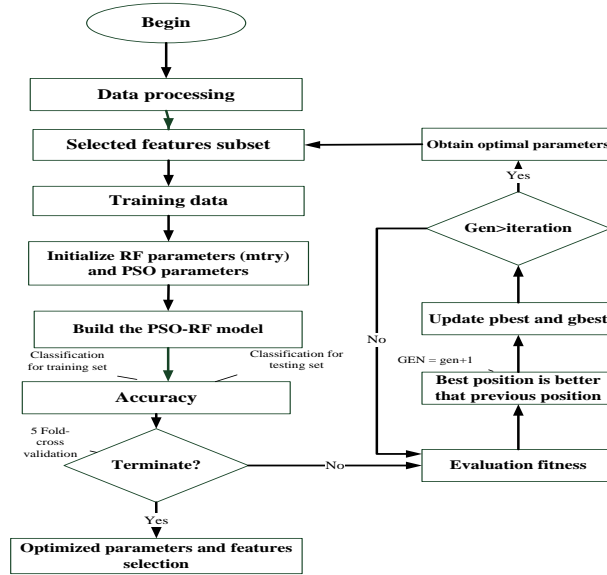 Begin
Data processing
Selected features subset
Training data
Initialize RF parameters (mtry)
and PSO parameters
Build the PSO-RF model
Classification
for training set
Classification for
testing set
Accuracy
5 Fold-
cross
validation
Terminate?
No
Yes
Optimized parameters and features
selection
Obtain optimal parameters
Yes
Gen>iteration
No
Update pbest and gbest
GEN = gen+1
Best position is better
that previous position
Evaluation fitness